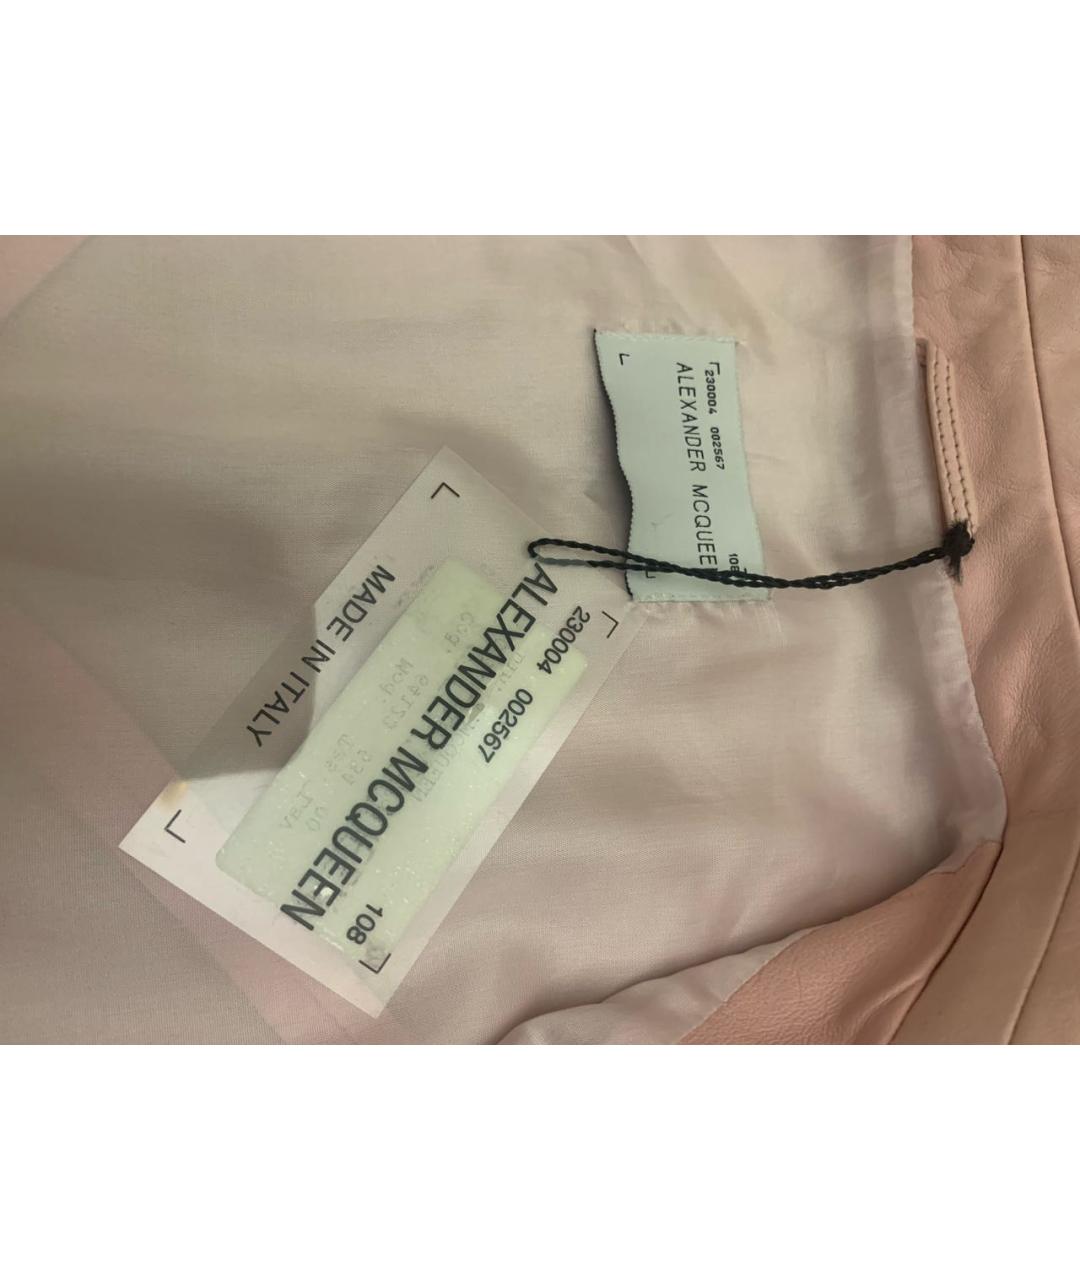 230004 002567 108
ALEXANDER MCQUEEN
230004 002567 108
ALEXANDER MCQUEEN
MADE IN ITALY